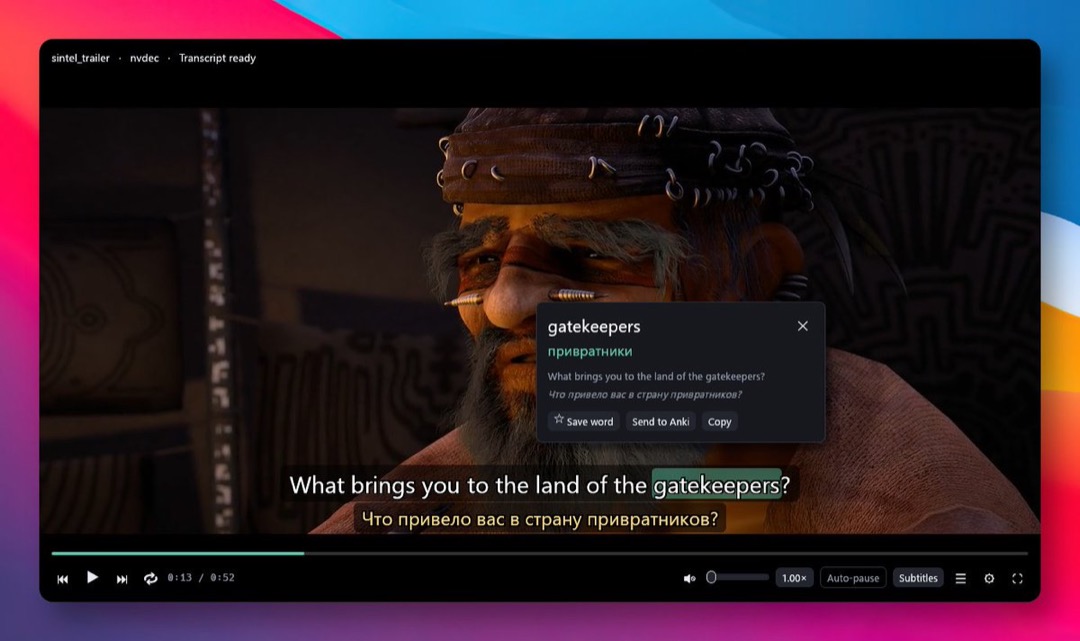 sintel_trailer · nvdec · Transcript ready
gatekeepers
привратники
What brings you to the land of the gatekeepers?
Что привело вас в страну привратников?
Save word Send to Anki Copy
What brings you to the land of the gatekeepers?
Что привело вас в страну привратников?
0:13 / 0:52 1.00× Auto-pause Subtitles